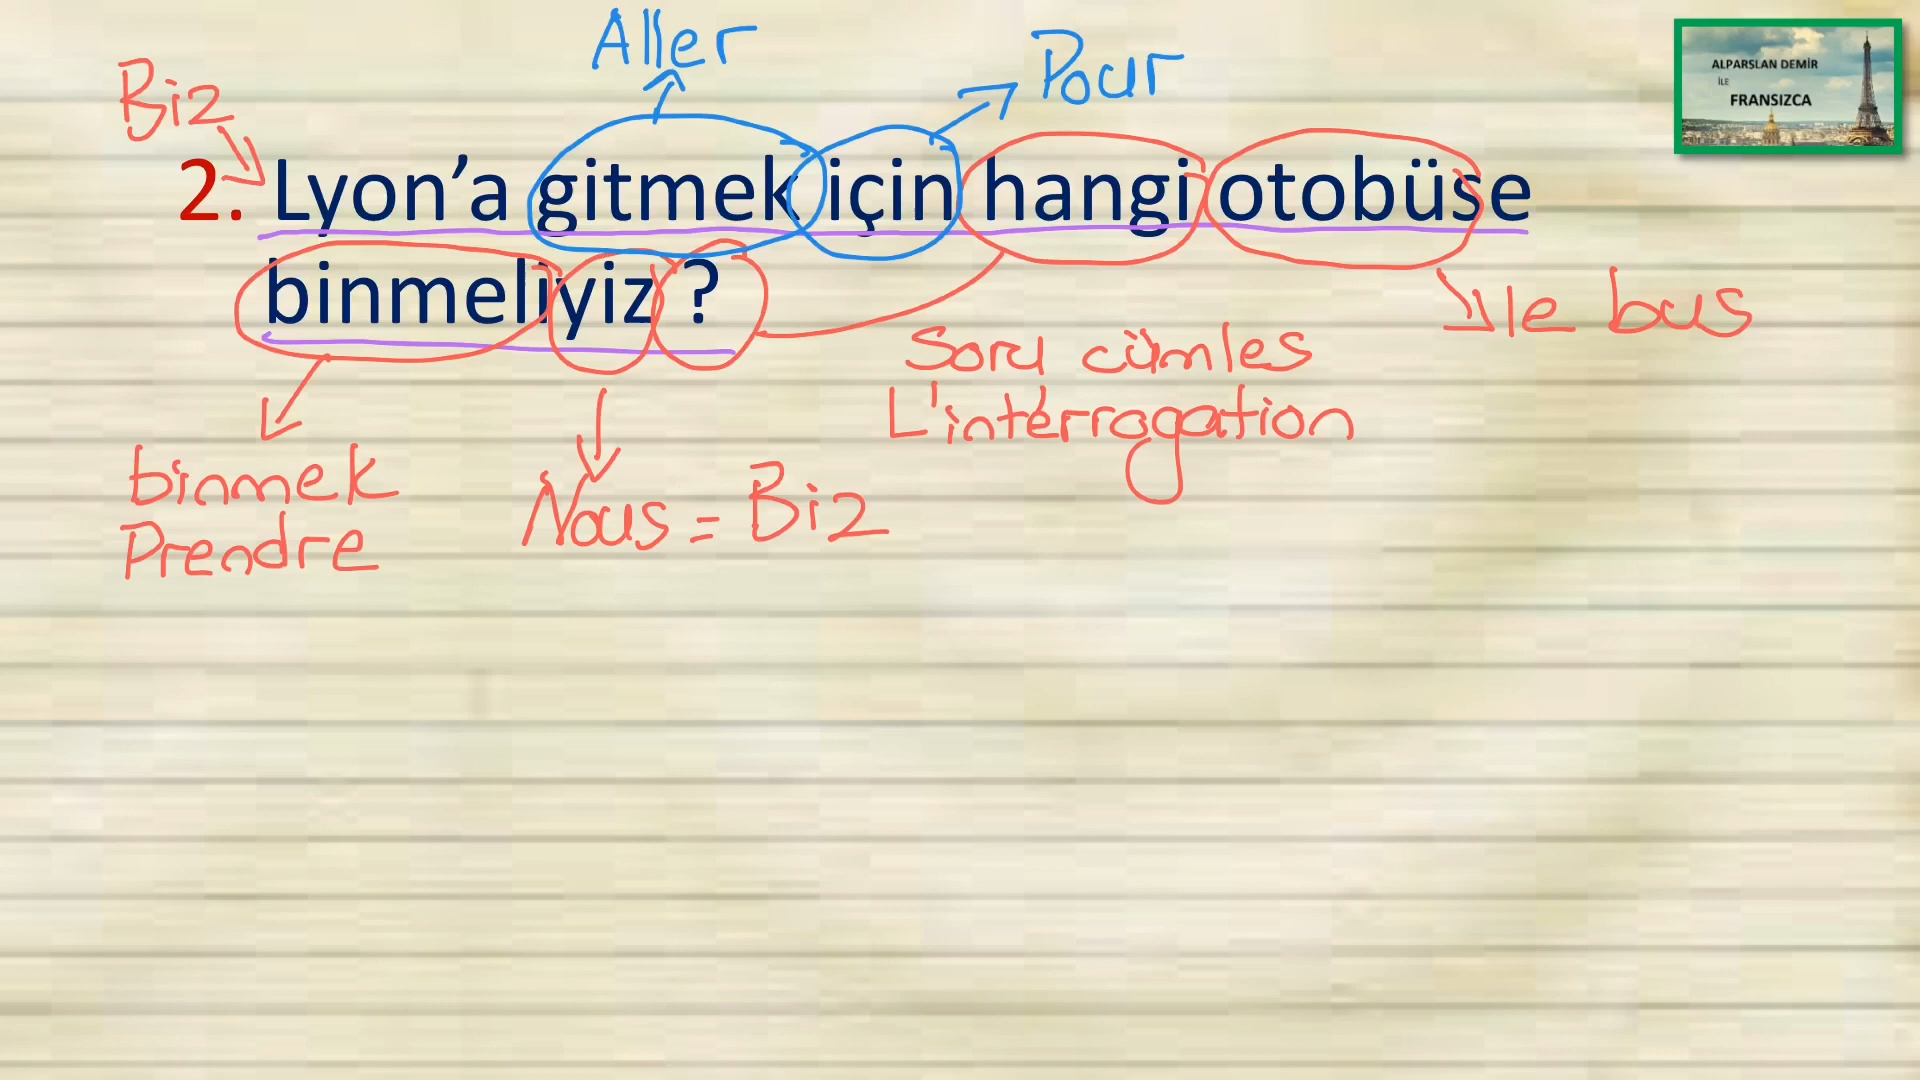 Aller
Pour
Biz
ALPARSLAN DEMİR
İLE
FRANSIZCA
2. Lyon’a gitmek için hangi otobüse
binmeliyiz ?
le bus
Soru cümles
L'intérrogation
binmek
Prendre
Nous = Biz